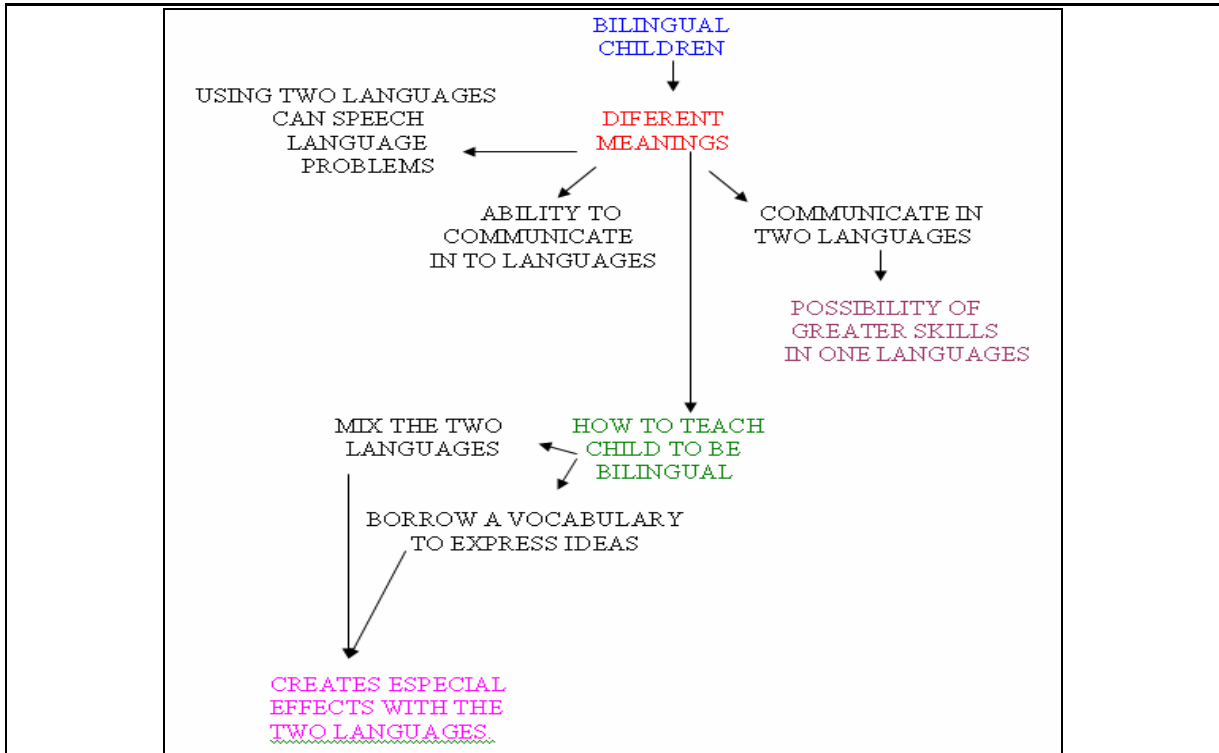 BILINGUAL
CHILDREN
USING TWO LANGUAGES
CAN SPEECH
LANGUAGE
PROBLEMS
DIFERENT
MEANINGS
ABILITY TO
COMMUNICATE
IN TO LANGUAGES
COMMUNICATE IN
TWO LANGUAGES
POSSIBILITY OF
GREATER SKILLS
IN ONE LANGUAGES
MIX THE TWO
LANGUAGES
HOW TO TEACH
CHILD TO BE
BILINGUAL
BORROW A VOCABULARY
TO EXPRESS IDEAS
CREATES ESPECIAL
EFFECTS WITH THE
TWO LANGUAGES.